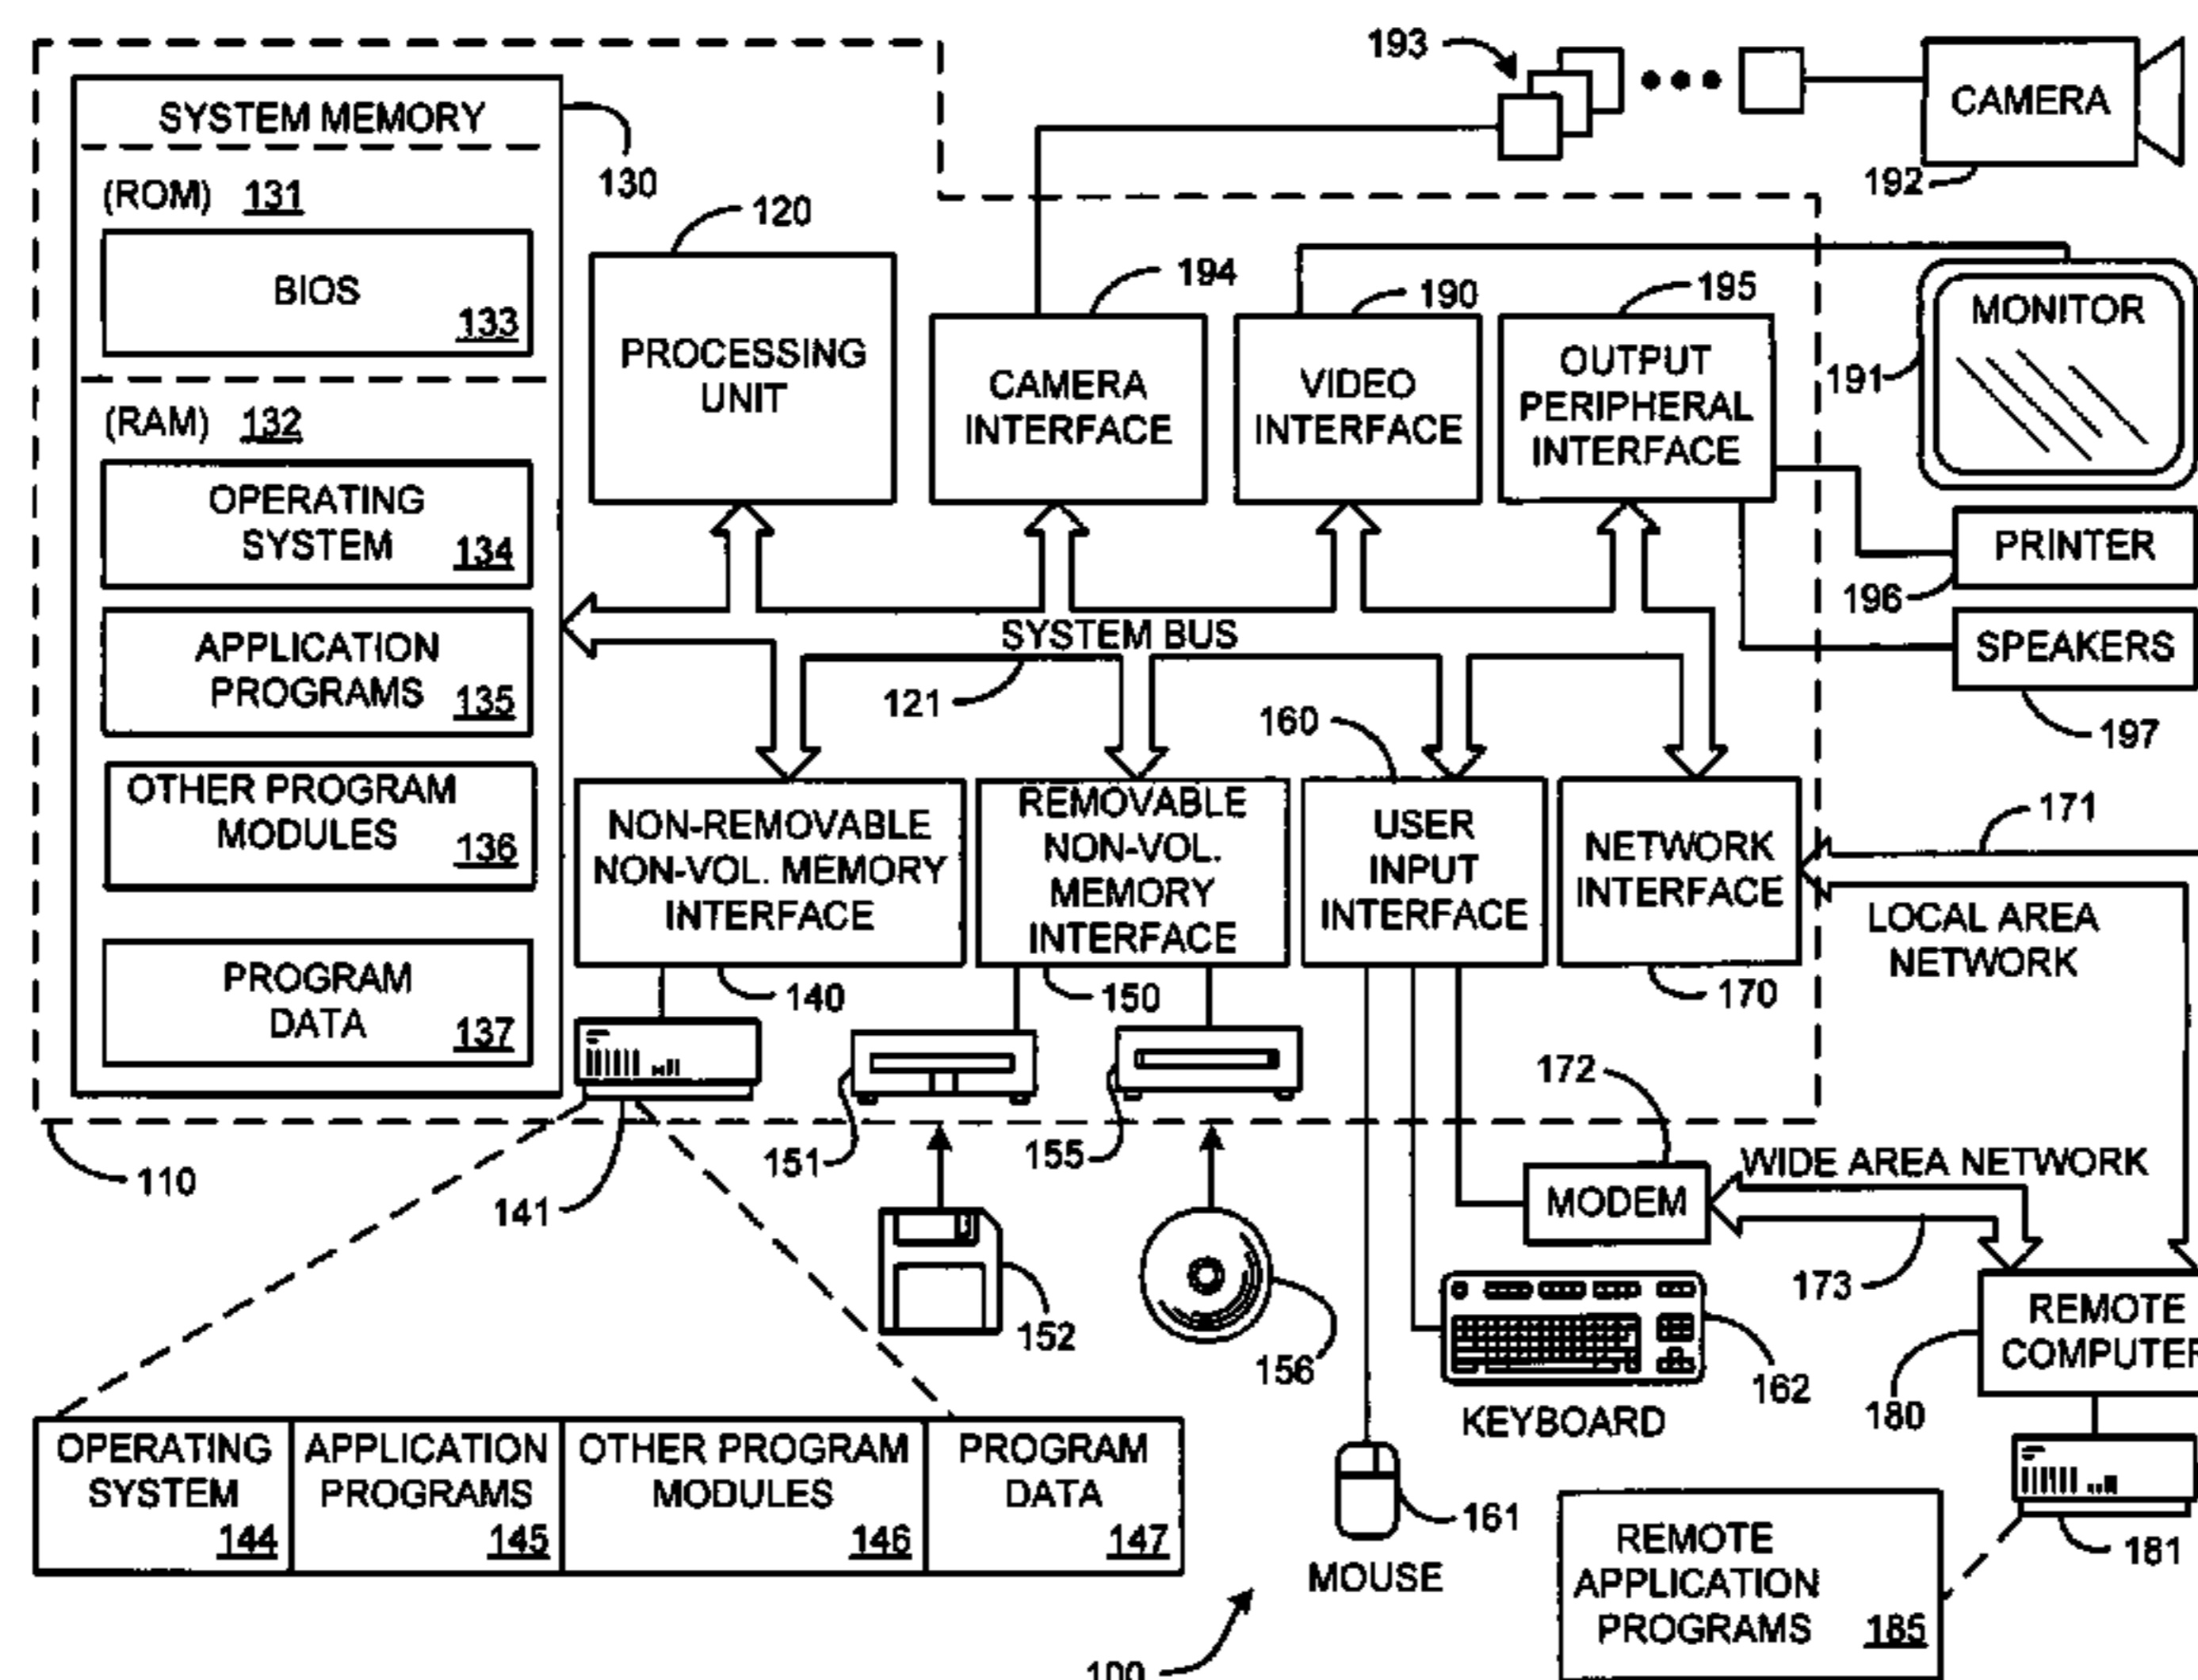 193
CAMERA
192
SYSTEM MEMORY
130
(ROM) 131
BIOS
133
(RAM) 132
OPERATING
SYSTEM
134
APPLICATION
PROGRAMS
135
OTHER PROGRAM
MODULES
136
PROGRAM
DATA
137
120
PROCESSING
UNIT
194
CAMERA
INTERFACE
190
VIDEO
INTERFACE
195
OUTPUT
PERIPHERAL
INTERFACE
MONITOR
191
PRINTER
196
SPEAKERS
197
SYSTEM BUS
121
NON-REMOVABLE
NON-VOL. MEMORY
INTERFACE
140
REMOVABLE
NON-VOL.
MEMORY
INTERFACE
150
160
USER
INPUT
INTERFACE
NETWORK
INTERFACE
170
171
LOCAL AREA
NETWORK
110
141
151
155
152
156
172
MODEM
WIDE AREA NETWORK
173
162
KEYBOARD
161
MOUSE
REMOTE
COMPUTER
180
181
OPERATING
SYSTEM
144
APPLICATION
PROGRAMS
145
OTHER PROGRAM
MODULES
146
PROGRAM
DATA
147
REMOTE
APPLICATION
PROGRAMS
185
100